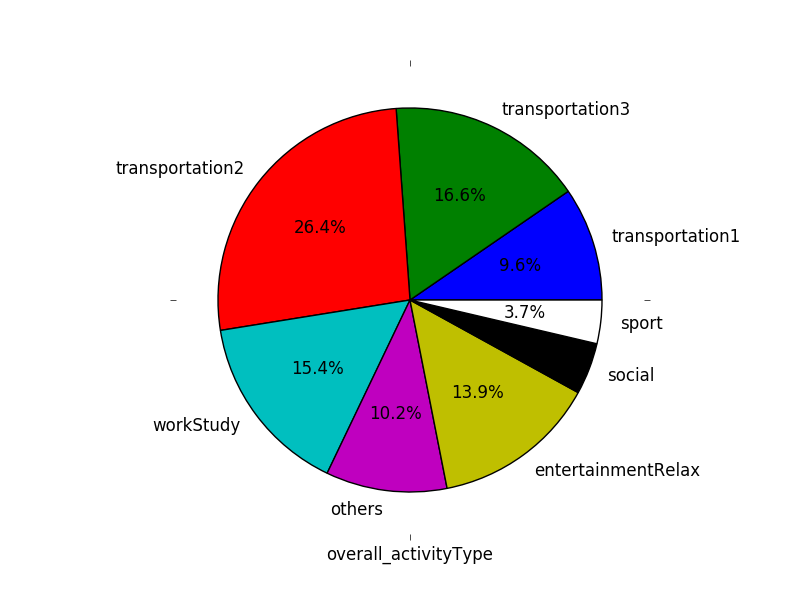 transportation3
transportation2
16.6%
26.4%
transportation1
9.6%
3.7%
sport
15.4%
social
13.9%
10.2%
workStudy
entertainmentRelax
others
overall_activityType